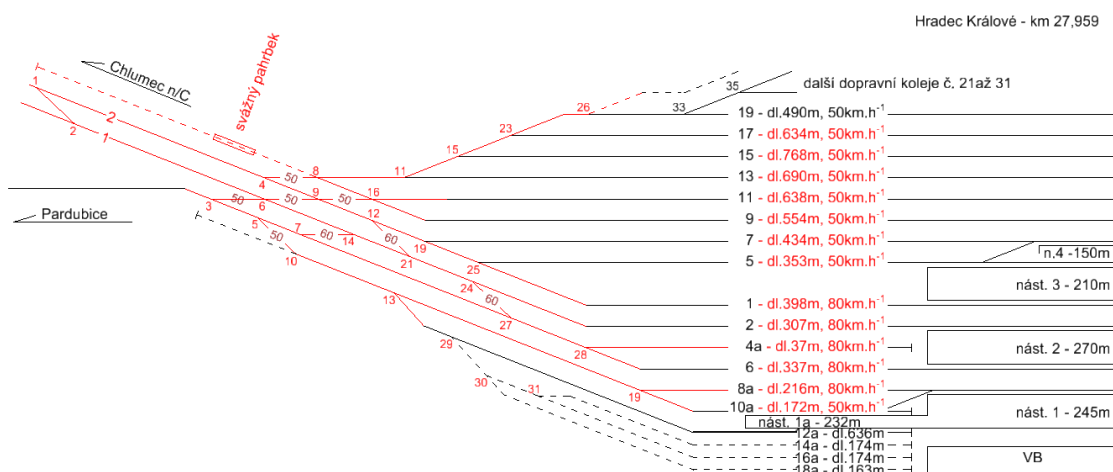 Hradec Králové - km 27,959
Chlumec n/C
svážný pahrbek
další dopravní koleje č, 21až 31
35
26
33
1
2
2
1
23
15
11
8
50
4
9
16
50
50
50
3
6
12
Pardubice
5
7
60
14
60
50
10
21
19
25
24
60
13
27
28
29
30
31
19
19 - dl.490m, 50km.h⁻¹
17 - dl.634m, 50km.h⁻¹
15 - dl.768m, 50km.h⁻¹
13 - dl.690m, 50km.h⁻¹
11 - dl.638m, 50km.h⁻¹
9 - dl.554m, 50km.h⁻¹
7 - dl.434m, 50km.h⁻¹
5 - dl.353m, 50km.h⁻¹
n.4 -150m
nást. 3 - 210m
1 - dl.398m, 80km.h⁻¹
2 - dl.307m, 80km.h⁻¹
4a - dl.37m, 80km.h⁻¹
nást. 2 - 270m
6 - dl.337m, 80km.h⁻¹
8a - dl.216m, 80km.h⁻¹
10a - dl.172m, 50km.h⁻¹
nást. 1 - 245m
nást. 1a - 232m
12a - dl.636m
14a - dl.174m
16a - dl.174m
VB
18a - dl.163m